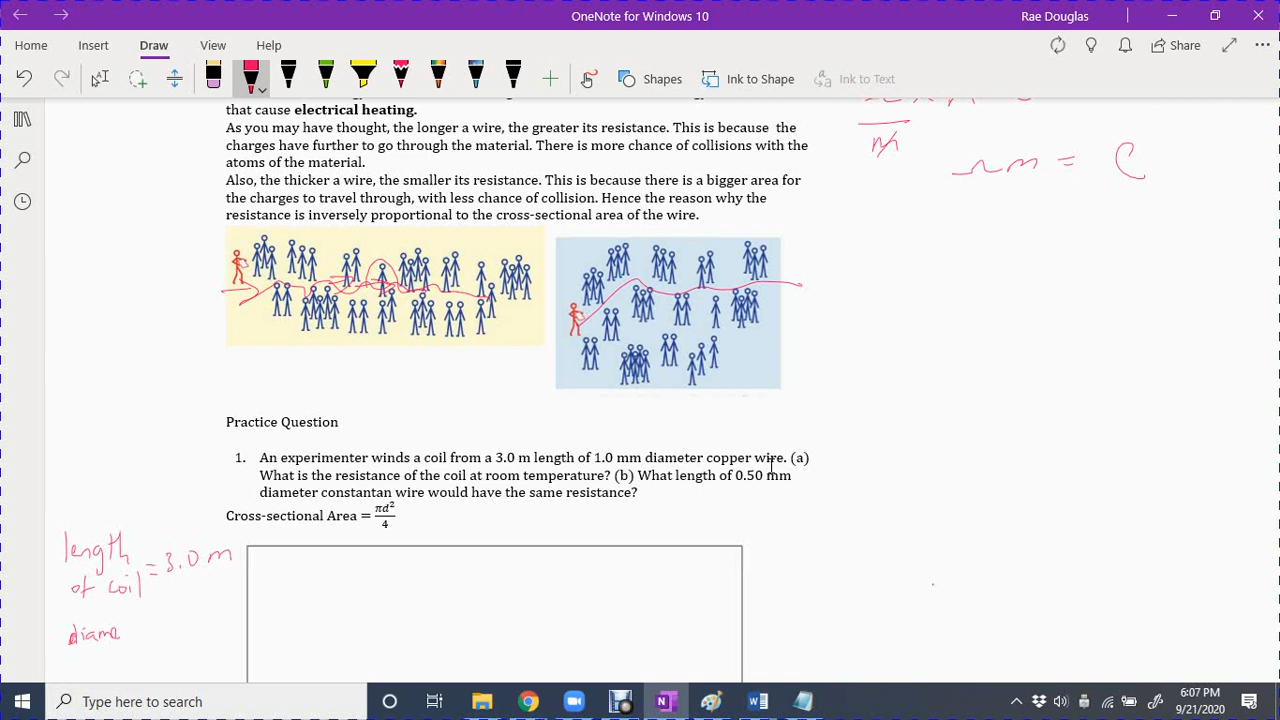 OneNote for Windows 10
Rae Douglas
Home Insert Draw View Help
Share
Shapes
Ink to Shape
Ink to Text
that cause electrical heating.
As you may have thought, the longer a wire, the greater its resistance. This is because the
charges have further to go through the material. There is more chance of collisions with the
atoms of the material.
Also, the thicker a wire, the smaller its resistance. This is because there is a bigger area for
the charges to travel through, with less chance of collision. Hence the reason why the
resistance is inversely proportional to the cross-sectional area of the wire.
m
Ωm = ρ
Practice Question
1. An experimenter winds a coil from a 3.0 m length of 1.0 mm diameter copper wire. (a)
What is the resistance of the coil at room temperature? (b) What length of 0.50 mm
diameter constantan wire would have the same resistance?
Cross-sectional Area = πd²/4
length
of coil = 3.0 m
diame
Type here to search
6:07 PM
9/21/2020